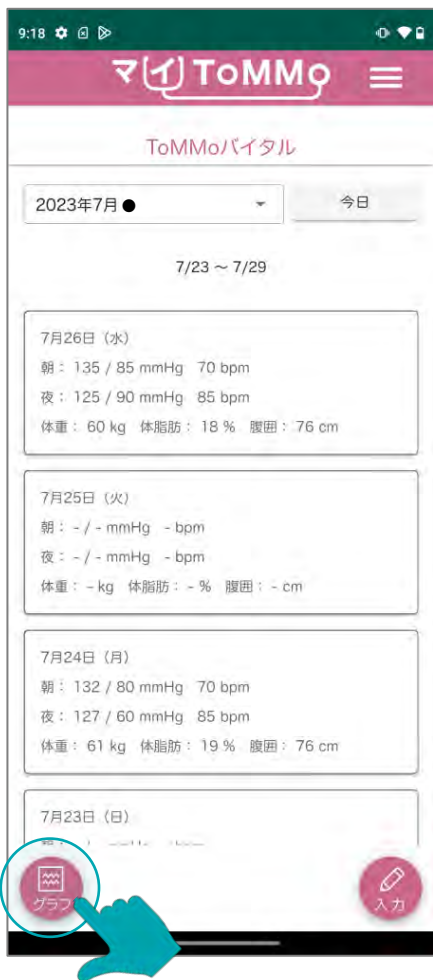 9:18
マイToMMo
ToMMoバイタル
2023年7月●
今日
7/23 ~ 7/29
7月26日（水）
朝： 135 / 85 mmHg 70 bpm
夜： 125 / 90 mmHg 85 bpm
体重： 60 kg 体脂肪： 18 % 腹囲： 76 cm
7月25日（火）
朝： - / - mmHg - bpm
夜： - / - mmHg - bpm
体重： - kg 体脂肪： - % 腹囲： - cm
7月24日（月）
朝： 132 / 80 mmHg 70 bpm
夜： 127 / 60 mmHg 85 bpm
体重： 61 kg 体脂肪： 19 % 腹囲： 76 cm
7月23日（日）
グラフ
入力